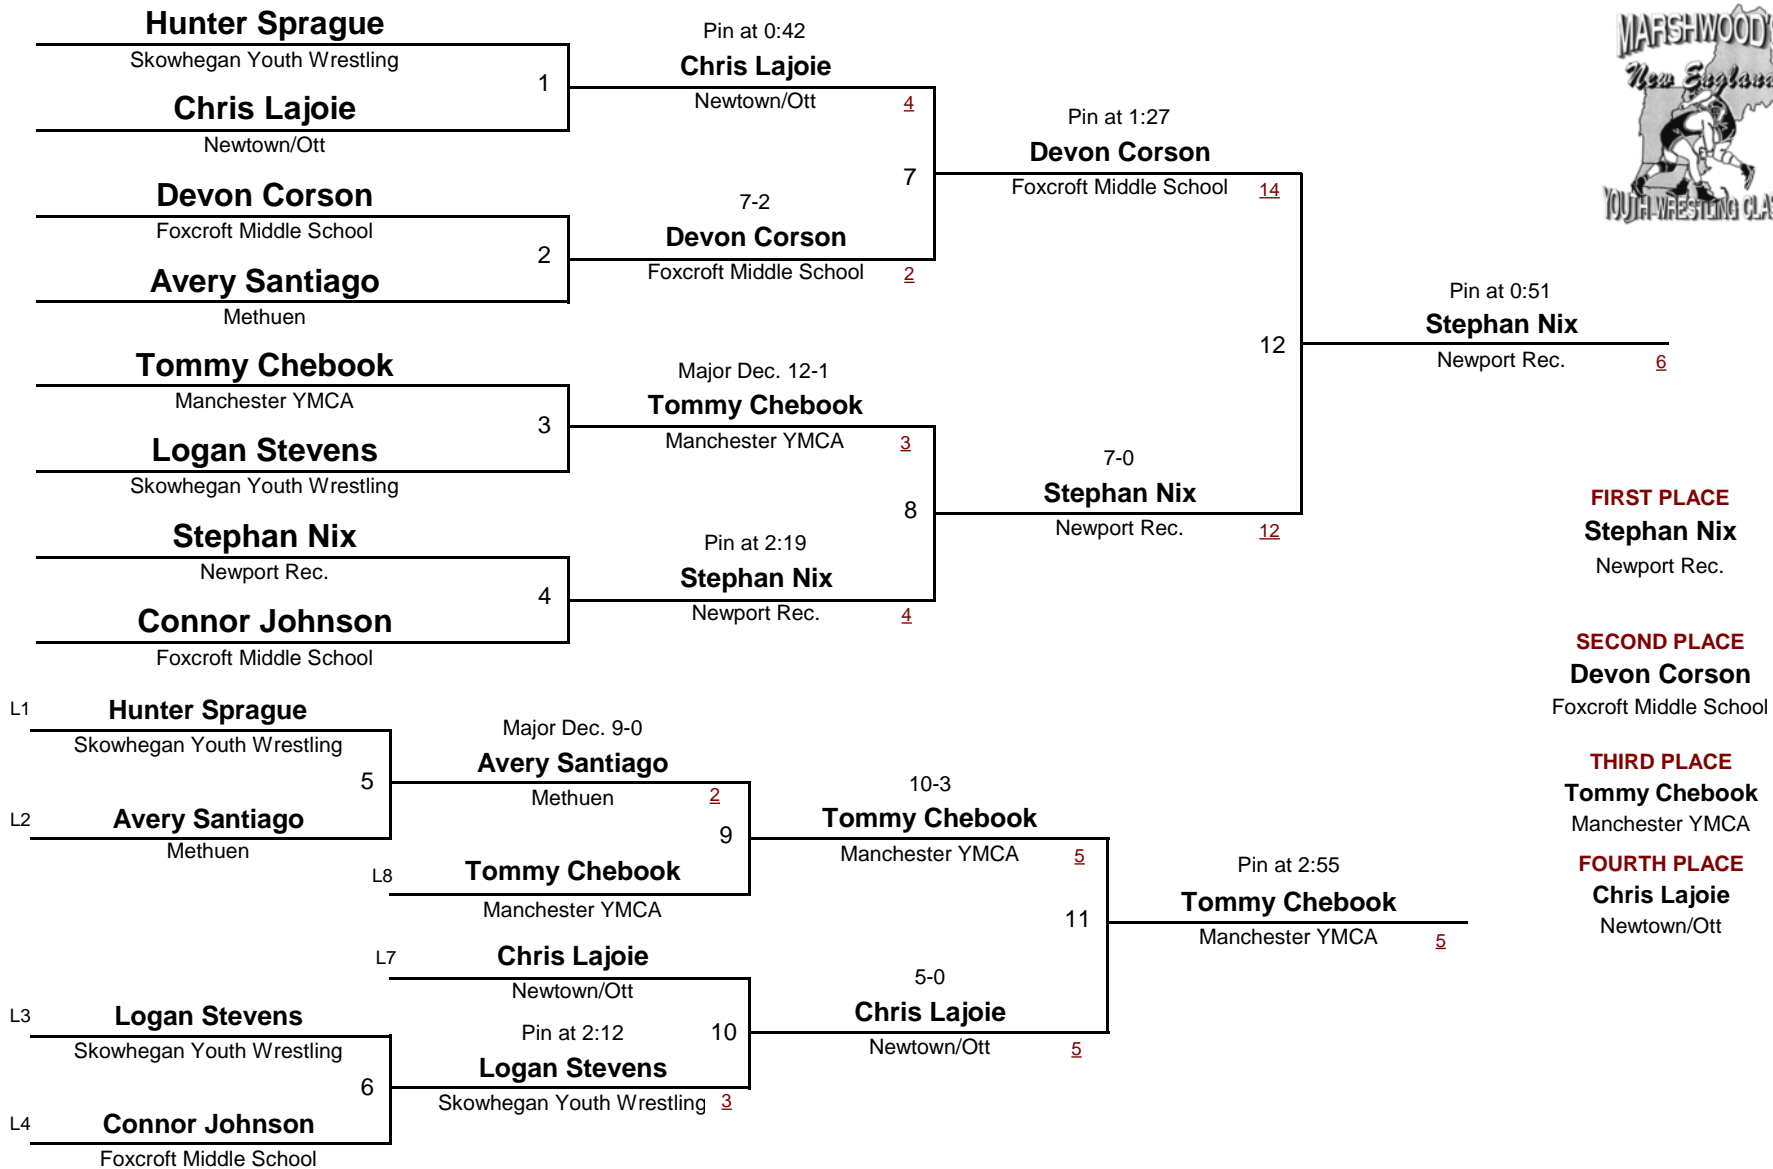 Hunter Sprague
Skowhegan Youth Wrestling
1
Chris Lajoie
Newtown/Ott
Devon Corson
Foxcroft Middle School
2
Avery Santiago
Methuen
Tommy Chebook
Manchester YMCA
3
Logan Stevens
Skowhegan Youth Wrestling
Stephan Nix
Newport Rec.
4
Connor Johnson
Foxcroft Middle School
Pin at 0:42
Chris Lajoie
Newtown/Ott 4
7
7-2
Devon Corson
Foxcroft Middle School 2
Major Dec. 12-1
Tommy Chebook
Manchester YMCA 3
8
Pin at 2:19
Stephan Nix
Newport Rec. 4
Pin at 1:27
Devon Corson
Foxcroft Middle School 14
12
7-0
Stephan Nix
Newport Rec. 12
Pin at 0:51
Stephan Nix
Newport Rec. 6
MARSHWOOD'S
New England
YOUTH WRESTLING CLAS
FIRST PLACE
Stephan Nix
Newport Rec.
SECOND PLACE
Devon Corson
Foxcroft Middle School
THIRD PLACE
Tommy Chebook
Manchester YMCA
FOURTH PLACE
Chris Lajoie
Newtown/Ott
L1 Hunter Sprague
Skowhegan Youth Wrestling
5
L2 Avery Santiago
Methuen
L3 Logan Stevens
Skowhegan Youth Wrestling
6
L4 Connor Johnson
Foxcroft Middle School
Major Dec. 9-0
Avery Santiago
Methuen 2
9
L8 Tommy Chebook
Manchester YMCA
L7 Chris Lajoie
Newtown/Ott
Pin at 2:12 10
Logan Stevens
Skowhegan Youth Wrestling 3
10-3
Tommy Chebook
Manchester YMCA 5
11
5-0
Chris Lajoie
Newtown/Ott 5
Pin at 2:55
Tommy Chebook
Manchester YMCA 5